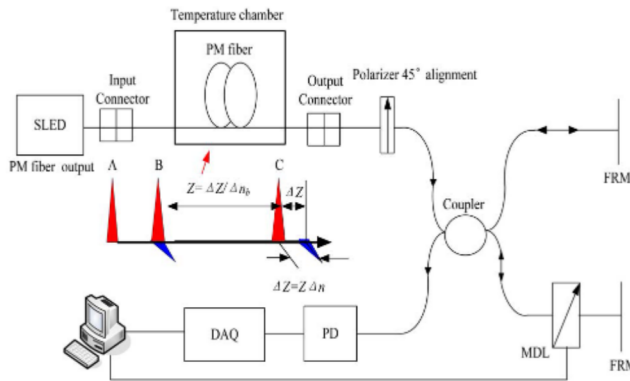 Temperature chamber
PM fiber
Input
Connector
Output
Connector
Polarizer 45° alignment
SLED
PM fiber output
A
B
C
Z=ΔZ/Δn_b
ΔZ
ΔZ=ZΔn
Coupler
FRM
DAQ
PD
MDL
FRM